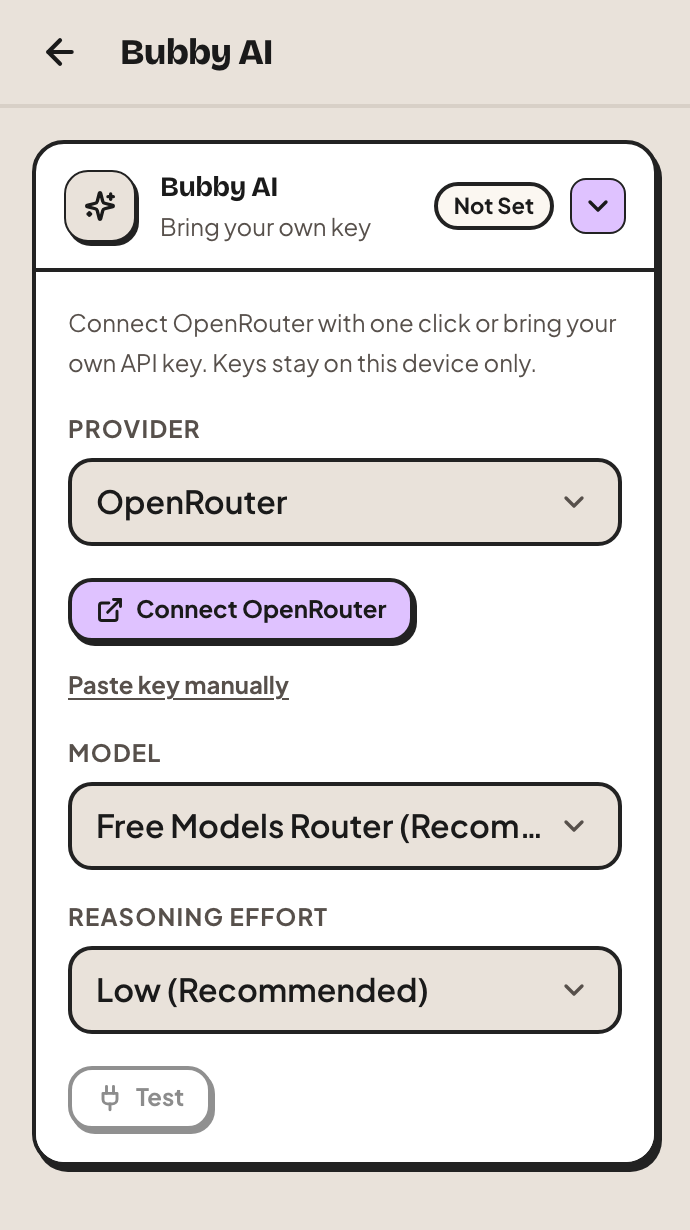 Bubby AI
Bubby AI
Bring your own key
Not Set
Connect OpenRouter with one click or bring your
own API key. Keys stay on this device only.
PROVIDER
OpenRouter
Connect OpenRouter
Paste key manually
MODEL
Free Models Router (Recom...
REASONING EFFORT
Low (Recommended)
Test